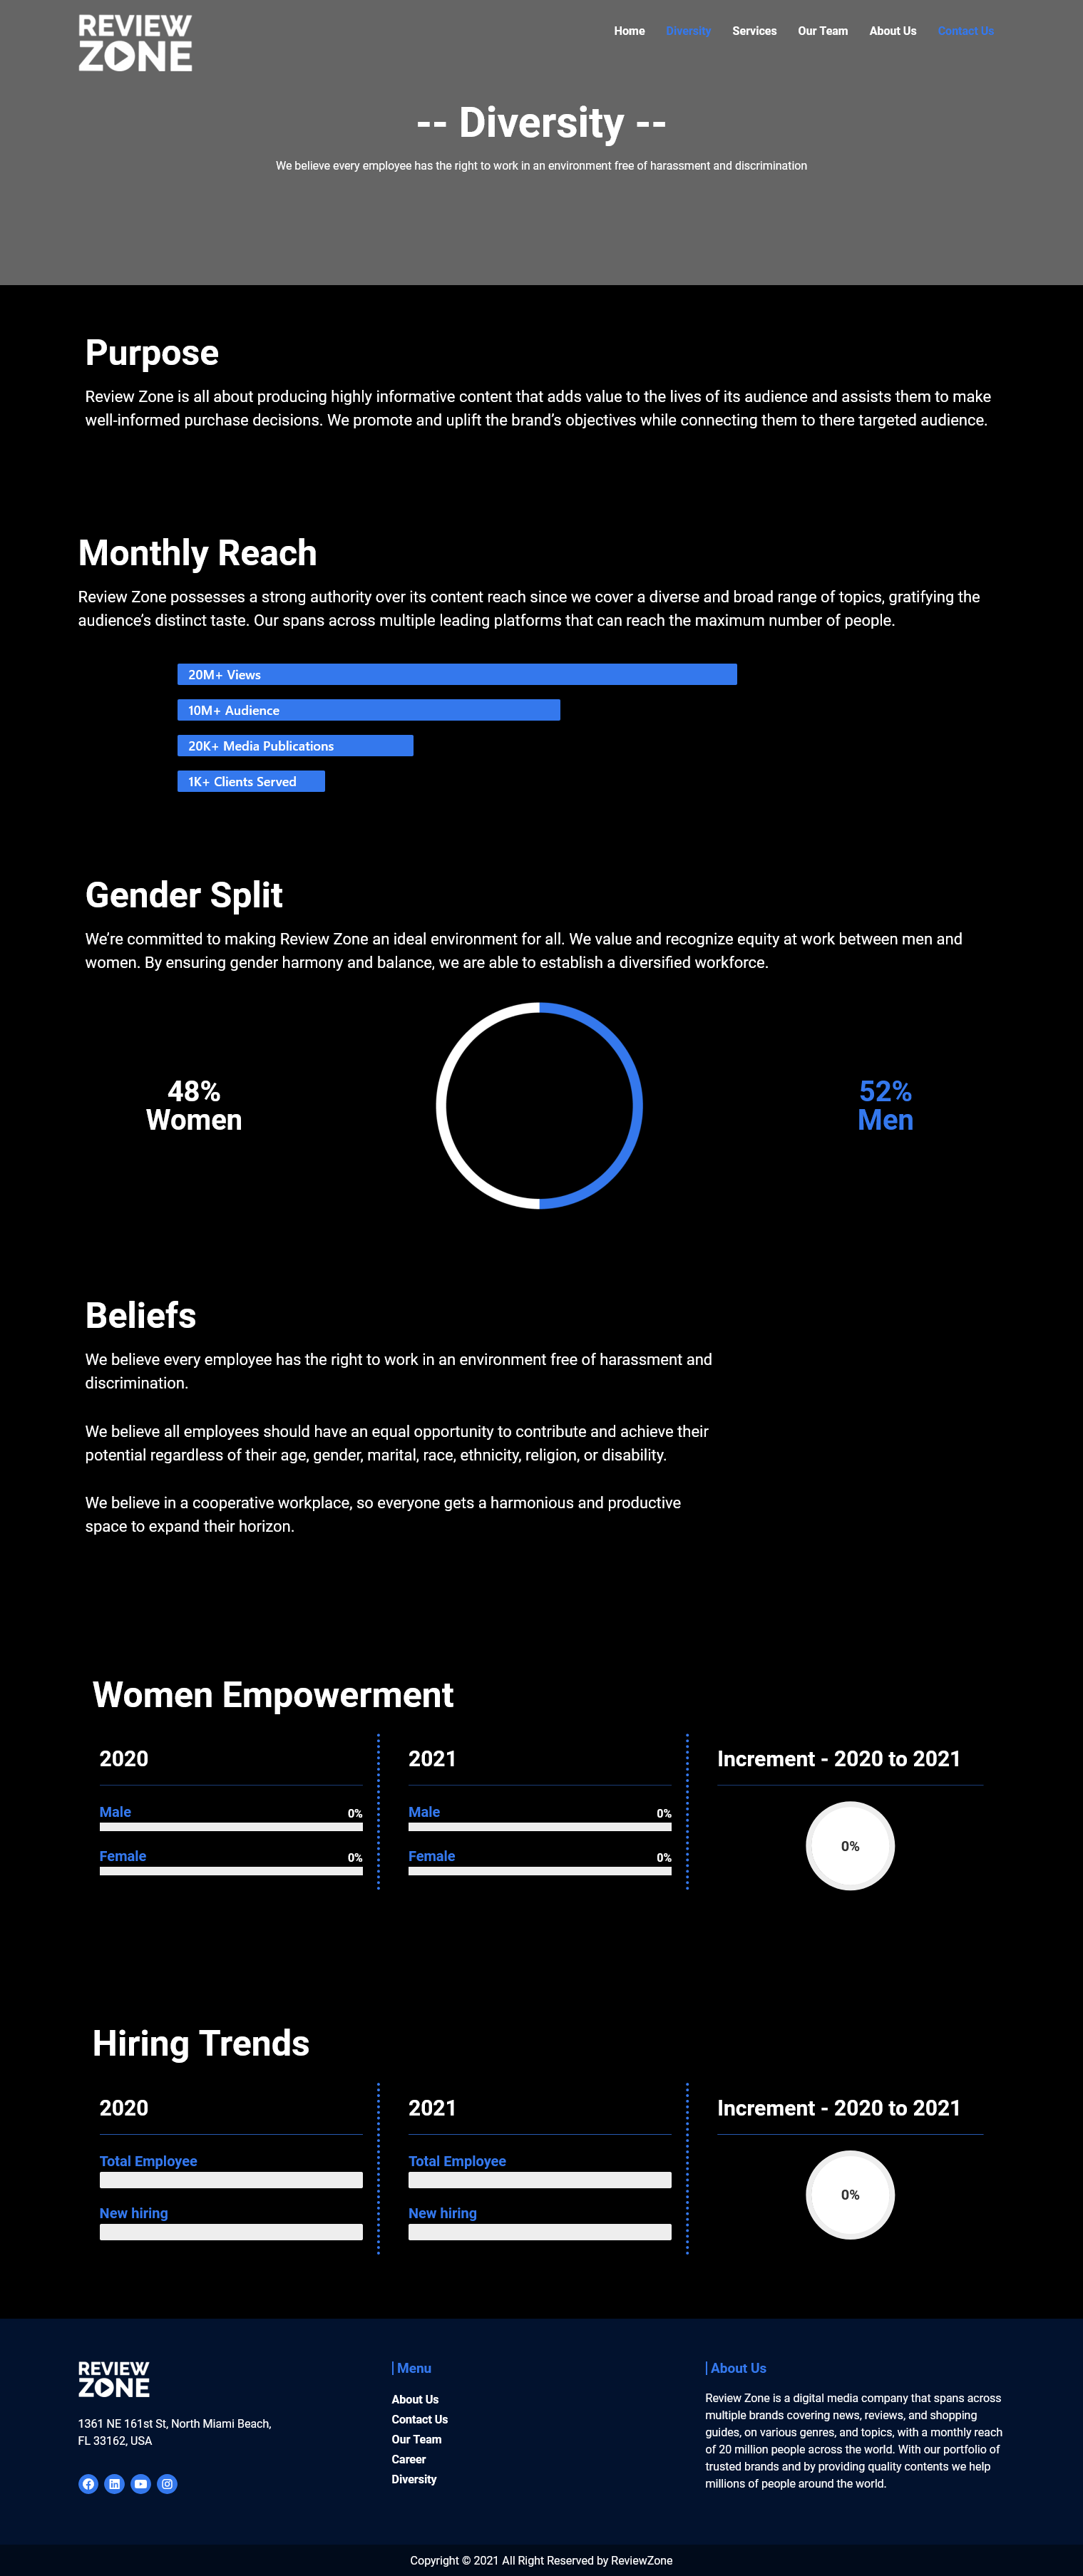 REVIEW
ZONE
Home Diversity Services Our Team About Us Contact Us
-- Diversity --
We believe every employee has the right to work in an environment free of harassment and discrimination
Purpose
Review Zone is all about producing highly informative content that adds value to the lives of its audience and assists them to make
well-informed purchase decisions. We promote and uplift the brand’s objectives while connecting them to there targeted audience.
Monthly Reach
Review Zone possesses a strong authority over its content reach since we cover a diverse and broad range of topics, gratifying the
audience’s distinct taste. Our spans across multiple leading platforms that can reach the maximum number of people.
20M+ Views
10M+ Audience
20K+ Media Publications
1K+ Clients Served
Gender Split
We’re committed to making Review Zone an ideal environment for all. We value and recognize equity at work between men and
women. By ensuring gender harmony and balance, we are able to establish a diversified workforce.
48%
Women
52%
Men
Beliefs
We believe every employee has the right to work in an environment free of harassment and
discrimination.
We believe all employees should have an equal opportunity to contribute and achieve their
potential regardless of their age, gender, marital, race, ethnicity, religion, or disability.
We believe in a cooperative workplace, so everyone gets a harmonious and productive
space to expand their horizon.
Women Empowerment
2020
Male 0%
Female 0%
2021
Male 0%
Female 0%
Increment - 2020 to 2021
0%
Hiring Trends
2020
Total Employee
New hiring
2021
Total Employee
New hiring
Increment - 2020 to 2021
0%
REVIEW
ZONE
1361 NE 161st St, North Miami Beach,
FL 33162, USA
Menu
About Us
Contact Us
Our Team
Career
Diversity
About Us
Review Zone is a digital media company that spans across
multiple brands covering news, reviews, and shopping
guides, on various genres, and topics, with a monthly reach
of 20 million people across the world. With our portfolio of
trusted brands and by providing quality contents we help
millions of people around the world.
Copyright © 2021 All Right Reserved by ReviewZone